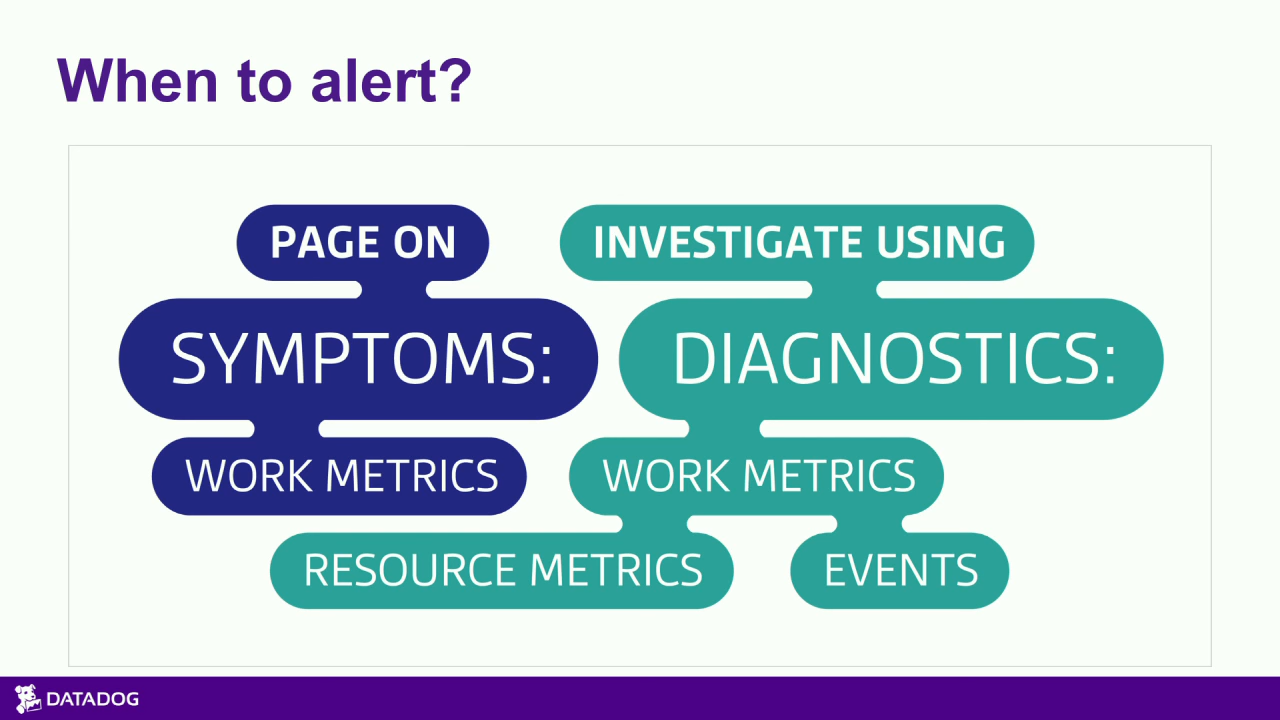 When to alert?
PAGE ON
SYMPTOMS:
WORK METRICS
INVESTIGATE USING
DIAGNOSTICS:
WORK METRICS
RESOURCE METRICS
EVENTS
DATADOG